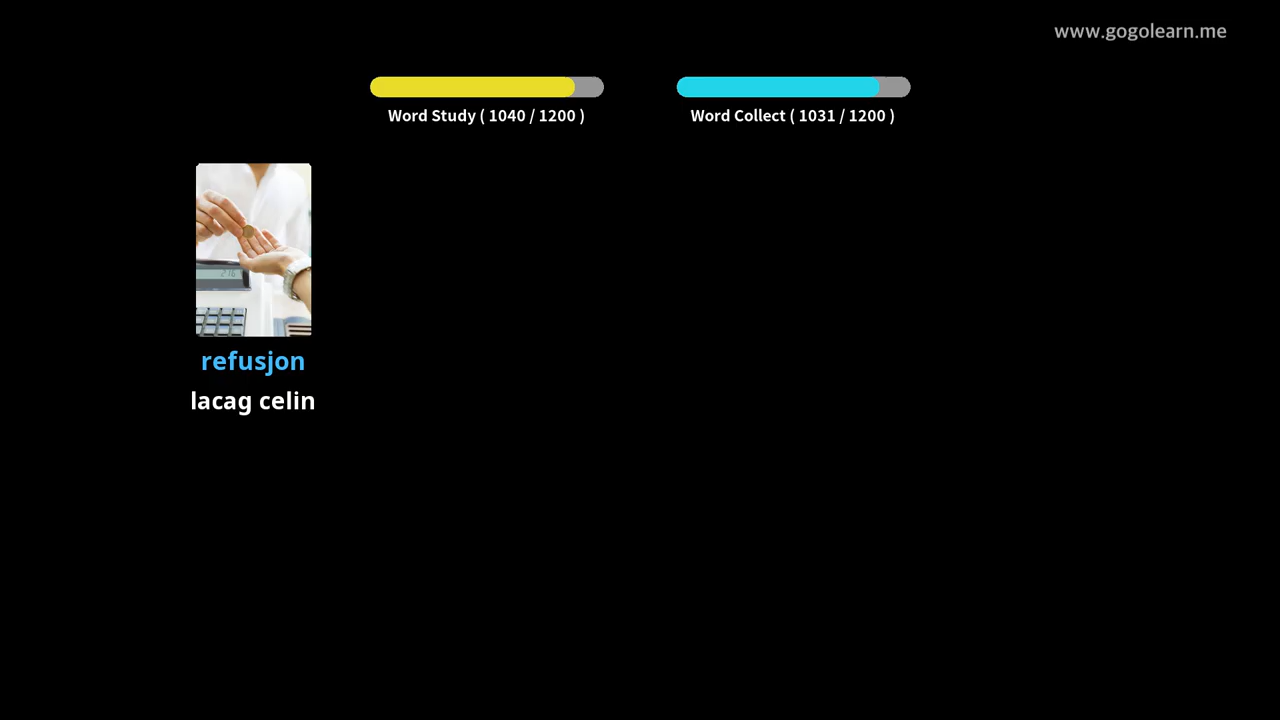 www.gogolearn.me
Word Study ( 1040 / 1200 )
Word Collect ( 1031 / 1200 )
refusjon
lacag celin